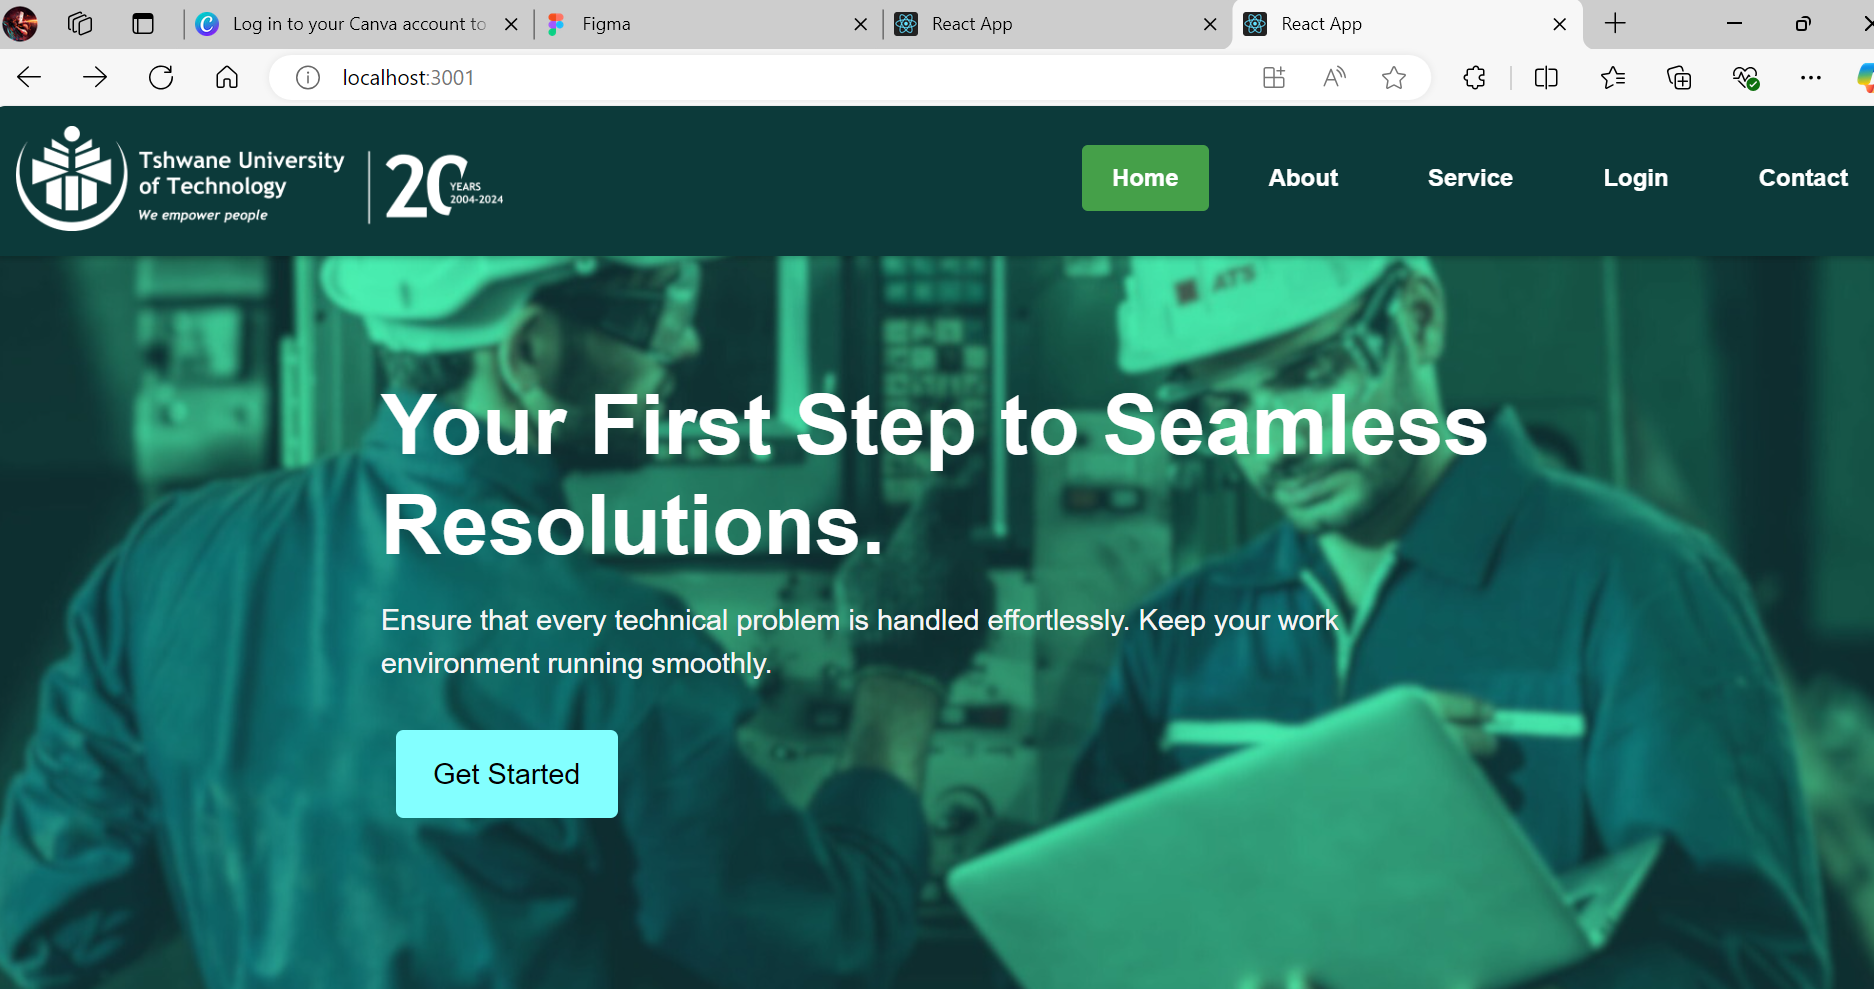 Log in to your Canva account to
Figma
React App
React App
localhost:3001
Tshwane University
of Technology
We empower people
20
YEARS
2004-2024
Home
About
Service
Login
Contact
ATS
Your First Step to Seamless
Resolutions.
Ensure that every technical problem is handled effortlessly. Keep your work
environment running smoothly.
Get Started